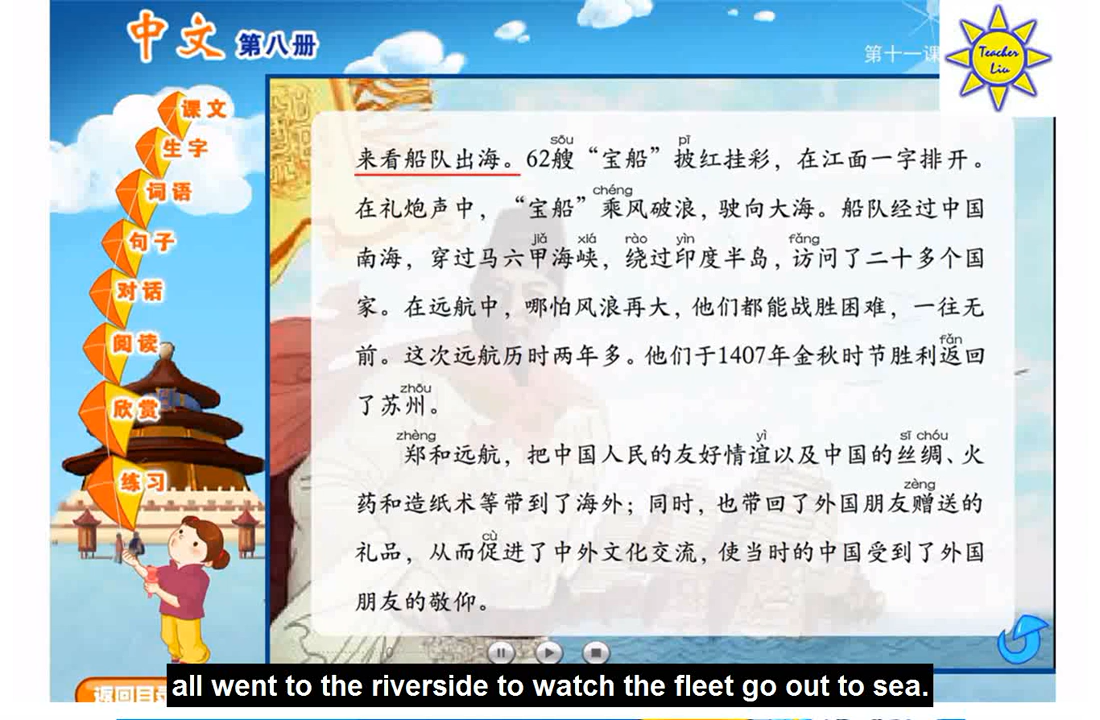 中文 第八册
第十一课
Teacher
Liu
课文
生字
词语
句子
对话
阅读
欣赏
练习
sōu pī
来看船队出海。62艘“宝船”披红挂彩，在江面一字排开。
chéng
在礼炮声中，“宝船”乘风破浪，驶向大海。船队经过中国
jiǎ xiá rào yìn fǎng
南海，穿过马六甲海峡，绕过印度半岛，访问了二十多个国
家。在远航中，哪怕风浪再大，他们都能战胜困难，一往无
fǎn
前。这次远航历时两年多。他们于1407年金秋时节胜利返回
zhōu
了苏州。
zhèng yì sī chóu
郑和远航，把中国人民的友好情谊以及中国的丝绸、火
zèng
药和造纸术等带到了海外；同时，也带回了外国朋友赠送的
cù
礼品，从而促进了中外文化交流，使当时的中国受到了外国
朋友的敬仰。
返回目录
all went to the riverside to watch the fleet go out to sea.